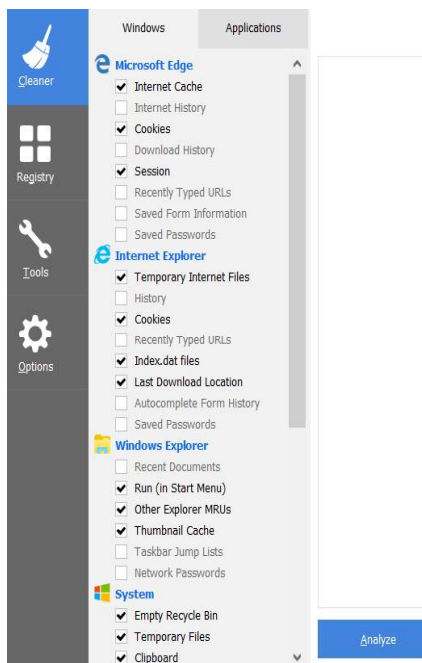 Windows Applications
Cleaner
Registry
Tools
Options
Microsoft Edge
Internet Cache
Internet History
Cookies
Download History
Session
Recently Typed URLs
Saved Form Information
Saved Passwords
Internet Explorer
Temporary Internet Files
History
Cookies
Recently Typed URLs
Index.dat files
Last Download Location
Autocomplete Form History
Saved Passwords
Windows Explorer
Recent Documents
Run (in Start Menu)
Other Explorer MRUs
Thumbnail Cache
Taskbar Jump Lists
Network Passwords
System
Empty Recycle Bin
Temporary Files
Clipboard
Analyze